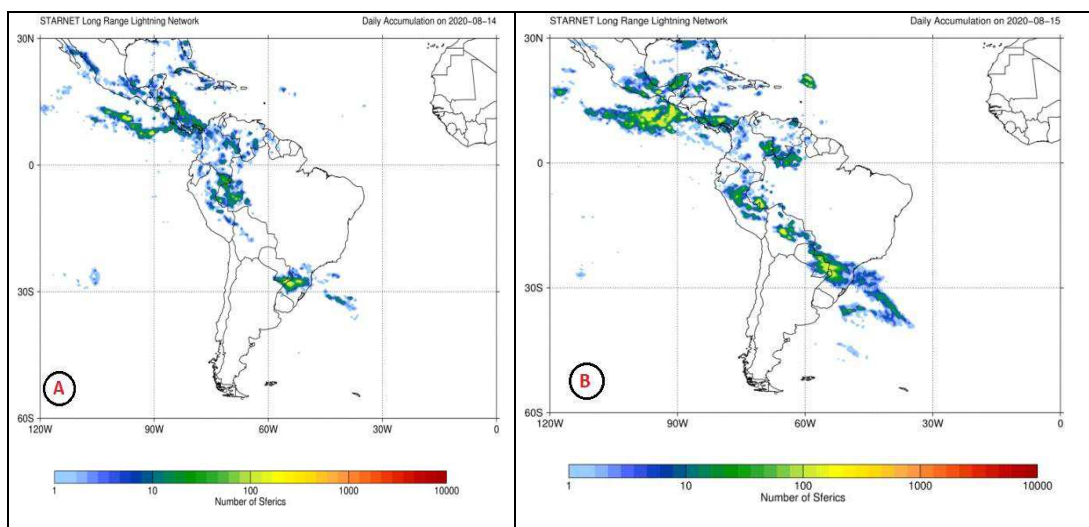 STARNET Long Range Lightning Network Daily Accumulation on 2020-08-14
30N
0
30S
60S
120W 90W 60W 30W 0
A
1 10 100 1000 10000
Number of Sferics
STARNET Long Range Lightning Network Daily Accumulation on 2020-08-15
30N
0
30S
60S
120W 90W 60W 30W 0
B
1 10 100 1000 10000
Number of Sferics